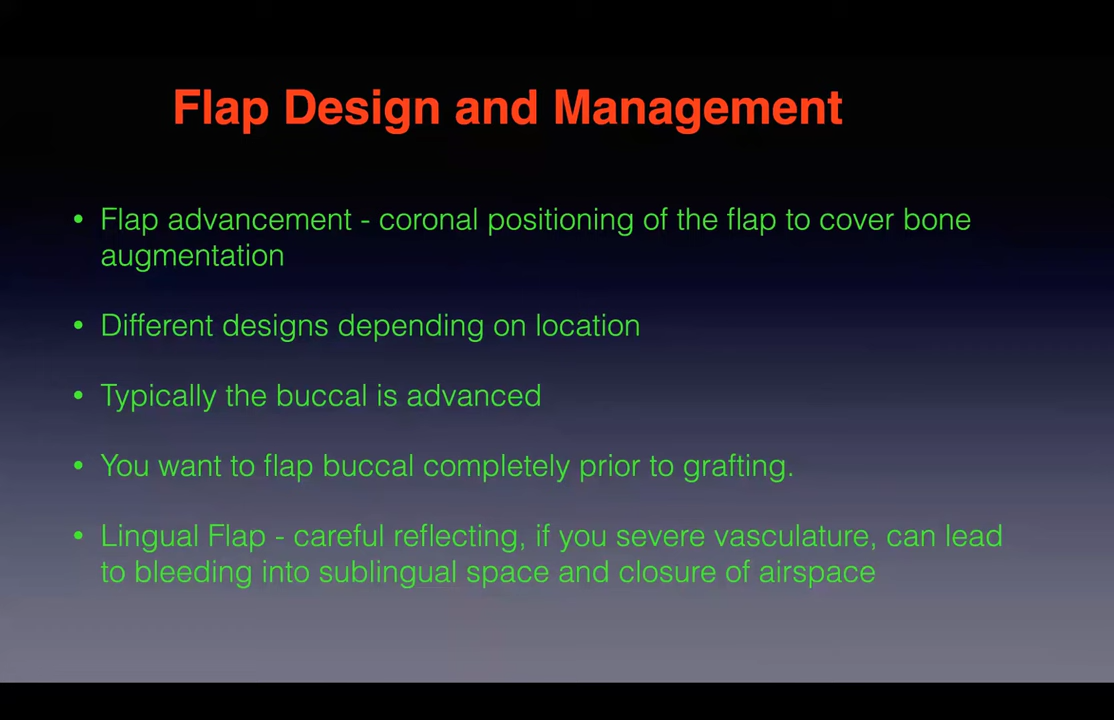 Flap Design and Management
• Flap advancement - coronal positioning of the flap to cover bone
augmentation
• Different designs depending on location
• Typically the buccal is advanced
• You want to flap buccal completely prior to grafting.
• Lingual Flap - careful reflecting, if you severe vasculature, can lead
to bleeding into sublingual space and closure of airspace